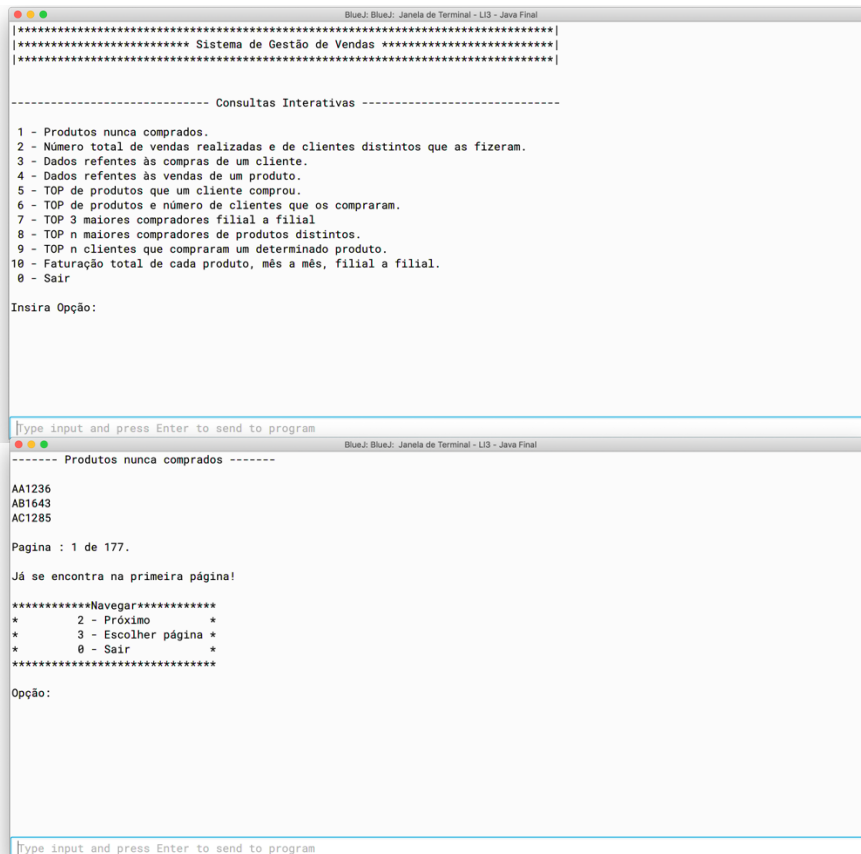 BlueJ: BlueJ: Janela de Terminal - LI3 - Java Final
|*********************************************************************************|
|************************** Sistema de Gestão de Vendas **************************|
|*********************************************************************************|
------------------------------ Consultas Interativas ------------------------------
1 - Produtos nunca comprados.
2 - Número total de vendas realizadas e de clientes distintos que as fizeram.
3 - Dados refentes às compras de um cliente.
4 - Dados refentes às vendas de um produto.
5 - TOP de produtos que um cliente comprou.
6 - TOP de produtos e número de clientes que os compraram.
7 - TOP 3 maiores compradores filial a filial
8 - TOP n maiores compradores de produtos distintos.
9 - TOP n clientes que compraram um determinado produto.
10 - Faturação total de cada produto, mês a mês, filial a filial.
0 - Sair
Insira Opção:
Type input and press Enter to send to program
BlueJ: BlueJ: Janela de Terminal - LI3 - Java Final
------- Produtos nunca comprados -------
AA1236
AB1643
AC1285
Pagina : 1 de 177.
Já se encontra na primeira página!
************Navegar************
* 2 - Próximo *
* 3 - Escolher página *
* 0 - Sair *
*******************************
Opção:
Type input and press Enter to send to program